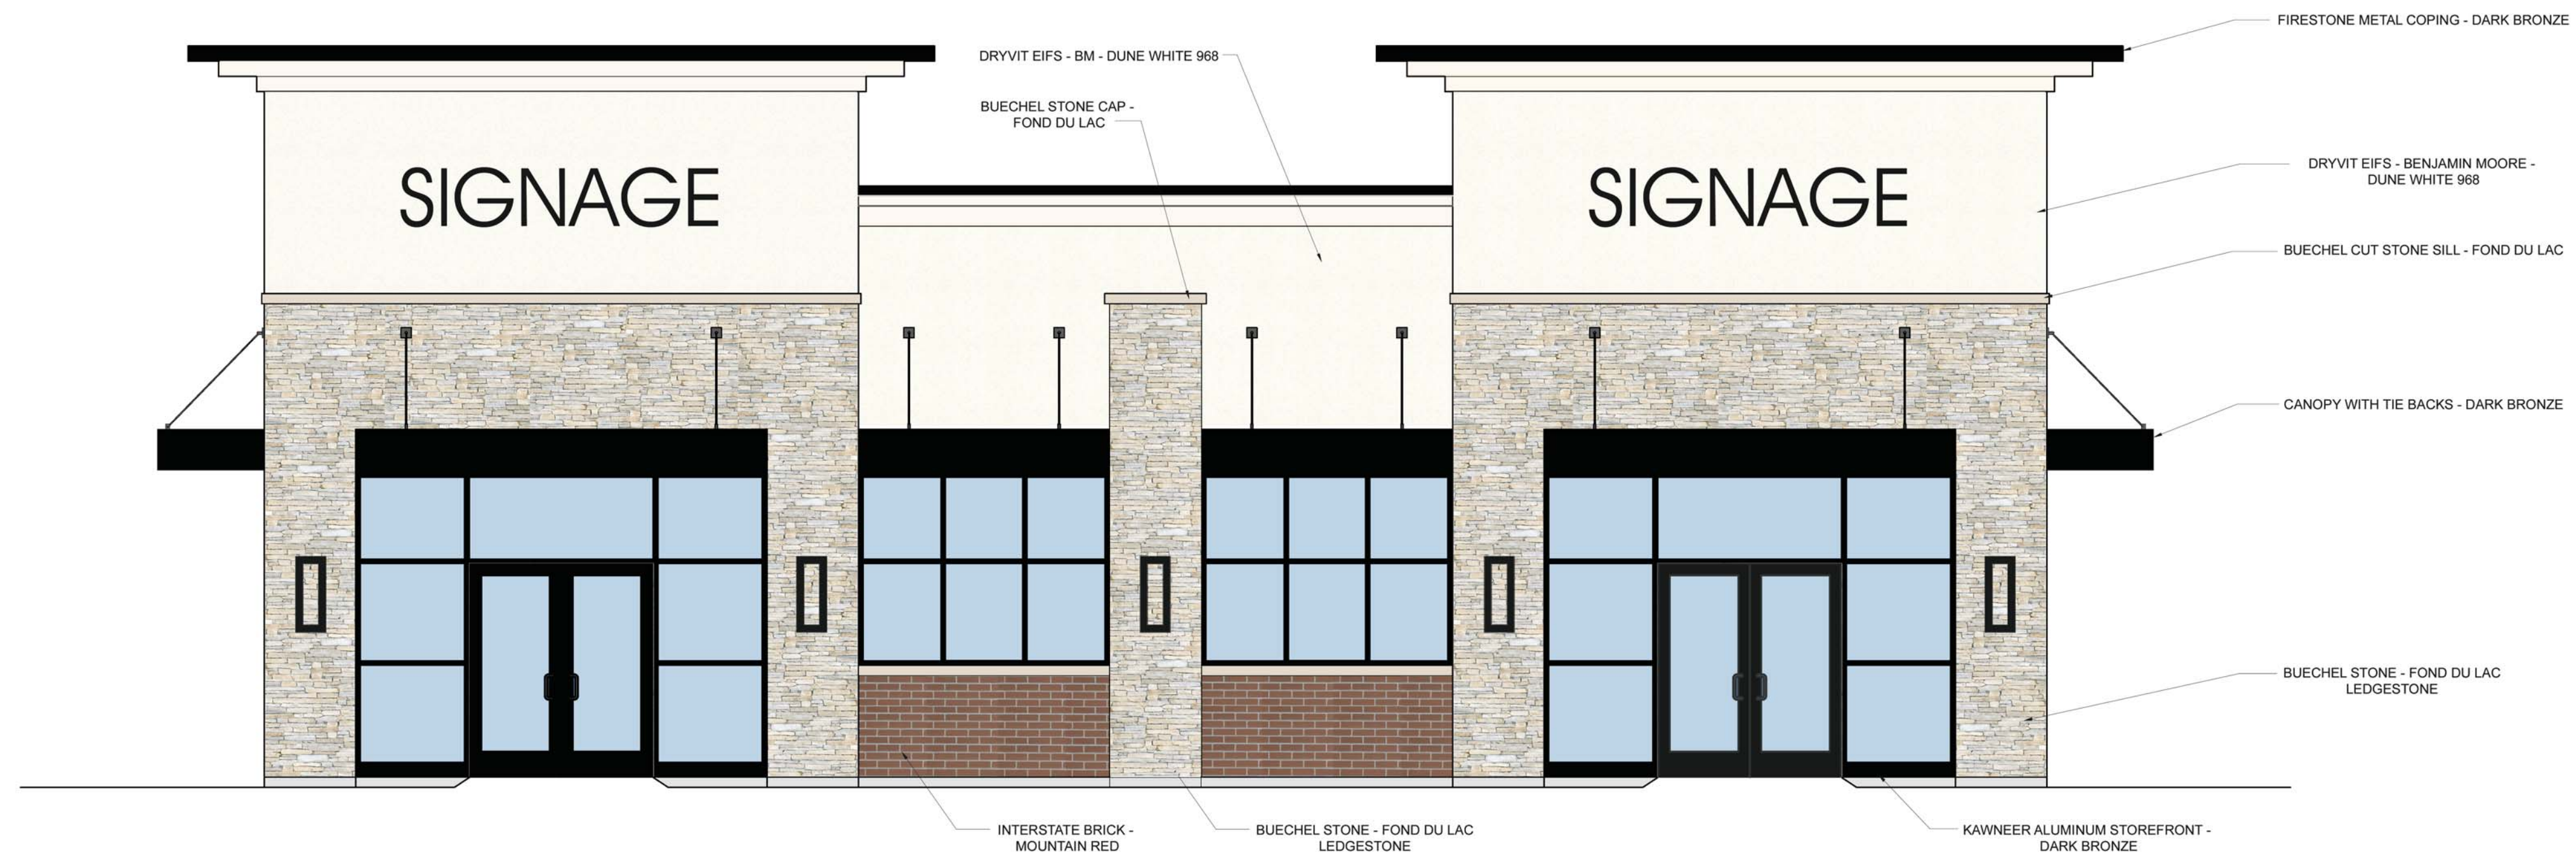 FIRESTONE METAL COPING - DARK BRONZE
DRYVIT EIFS - BM - DUNE WHITE 968
BUECHEL STONE CAP -
FOND DU LAC
SIGNAGE
SIGNAGE
DRYVIT EIFS - BENJAMIN MOORE -
DUNE WHITE 968
BUECHEL CUT STONE SILL - FOND DU LAC
CANOPY WITH TIE BACKS - DARK BRONZE
BUECHEL STONE - FOND DU LAC
LEDGESTONE
INTERSTATE BRICK -
MOUNTAIN RED
BUECHEL STONE - FOND DU LAC
LEDGESTONE
KAWNEER ALUMINUM STOREFRONT -
DARK BRONZE